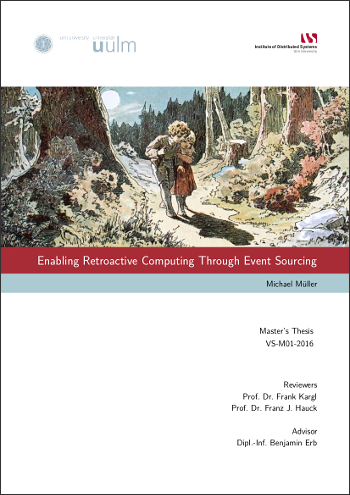 universität
uulm
Institute of Distributed Systems
Enabling Retroactive Computing Through Event Sourcing
Michael Müller
Master's Thesis
VS-M01-2016
Reviewers
Prof. Dr. Frank Kargl
Prof. Dr. Franz J. Hauck
Advisor
Dipl.-Inf. Benjamin Erb